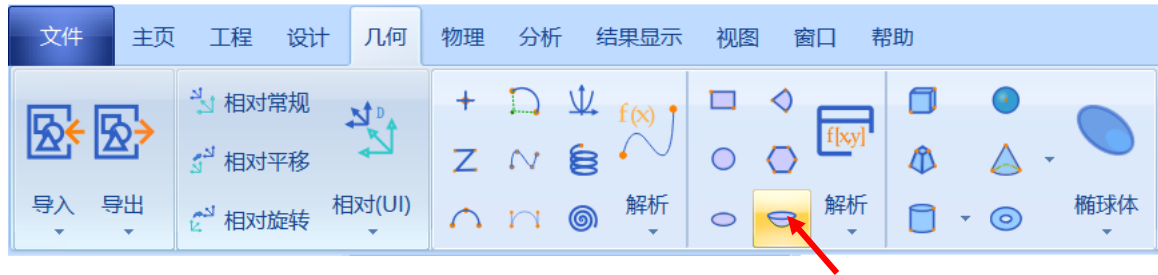 文件 主页 工程 设计 几何 物理 分析 结果显示 视图 窗口 帮助
相对常规 D f(x) f[x,y]
相对平移
导入 导出 相对旋转 相对(UI) 解析 解析 椭球体